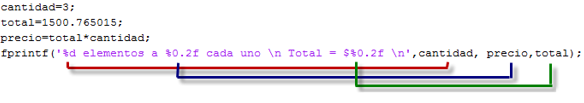 cantidad=3;
total=1500.765015;
precio=total*cantidad;
fprintf('%d elementos a %0.2f cada uno \n Total = $%0.2f \n',cantidad, precio,total);